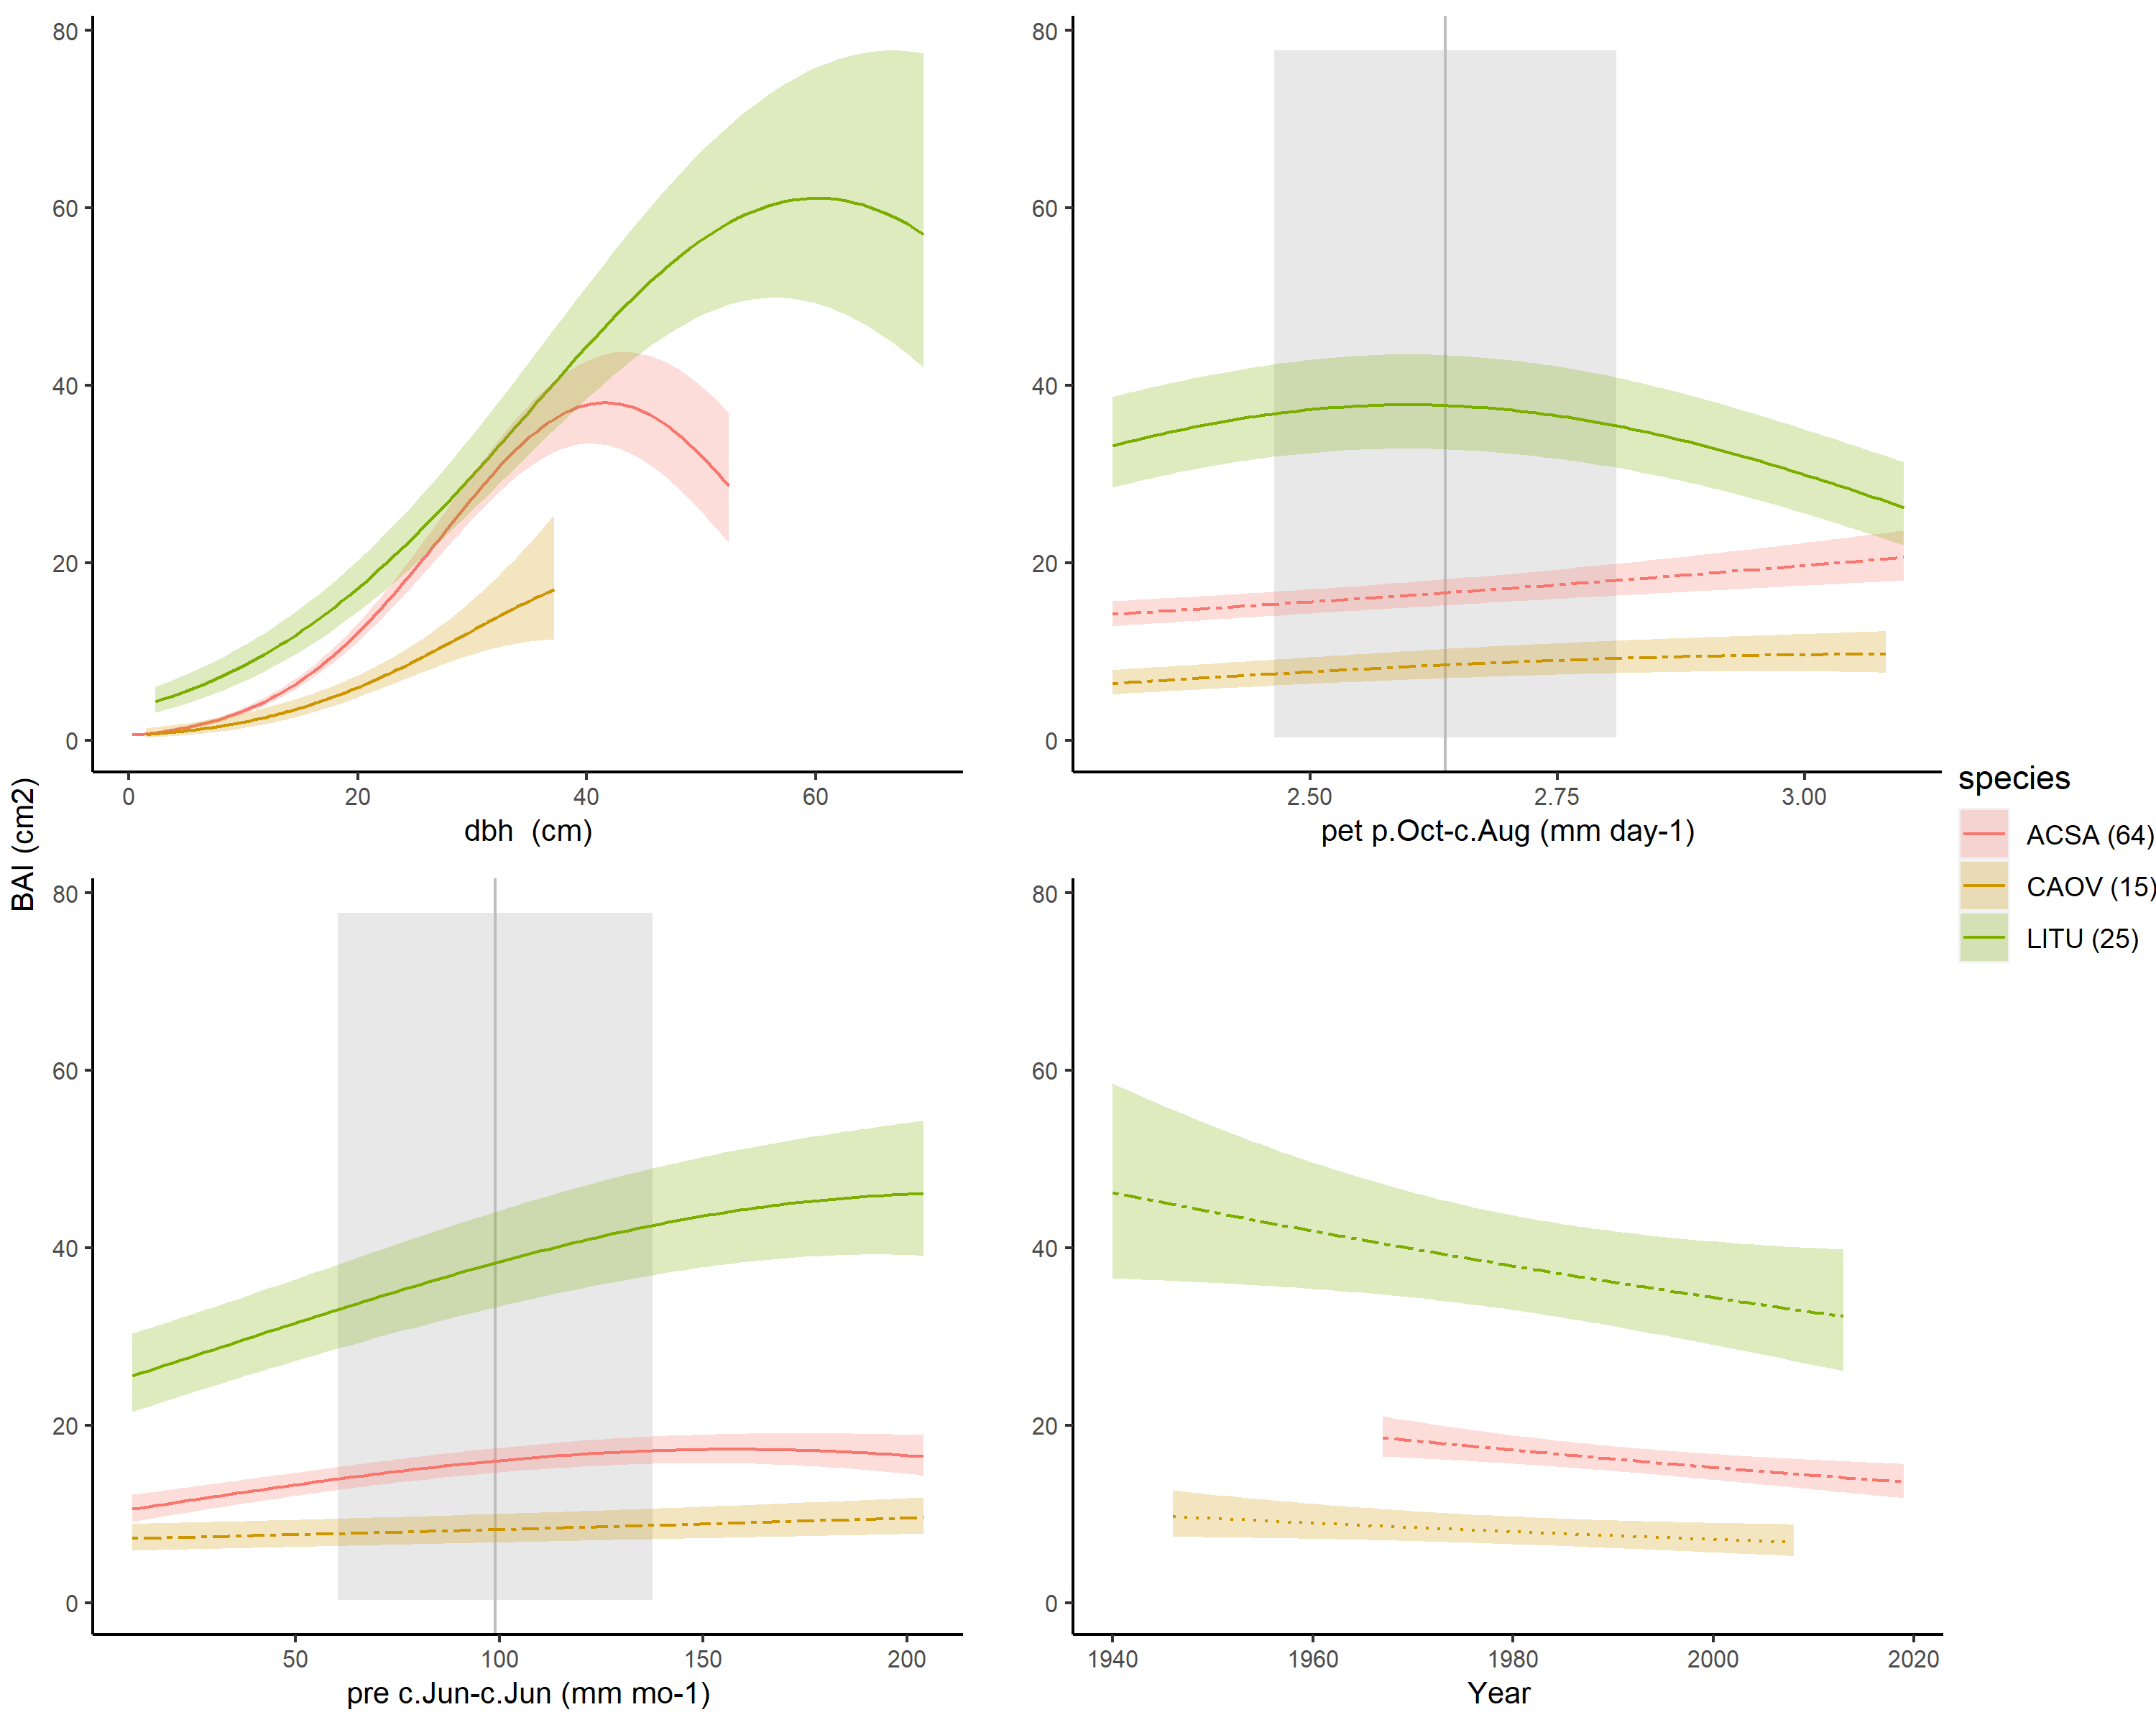 BAI (cm2)
80
60
40
20
0
0 20 40 60
dbh  (cm)
80
60
40
20
0
2.50 2.75 3.00
pet p.Oct-c.Aug (mm day-1)
80
60
40
20
0
50 100 150 200
pre c.Jun-c.Jun (mm mo-1)
80
60
40
20
0
1940 1960 1980 2000 2020
Year
species
ACSA (64)
CAOV (15)
LITU (25)